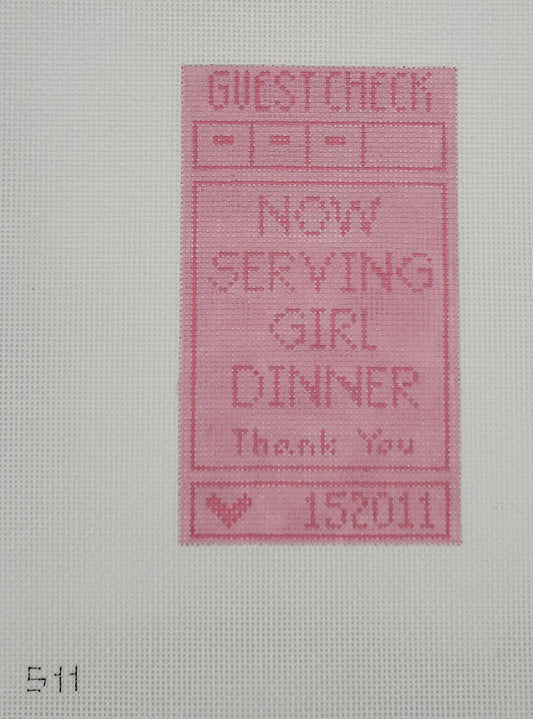 GUEST CHECK
- - -
NOW
SERVING
GIRL
DINNER
Thank You
152011
511